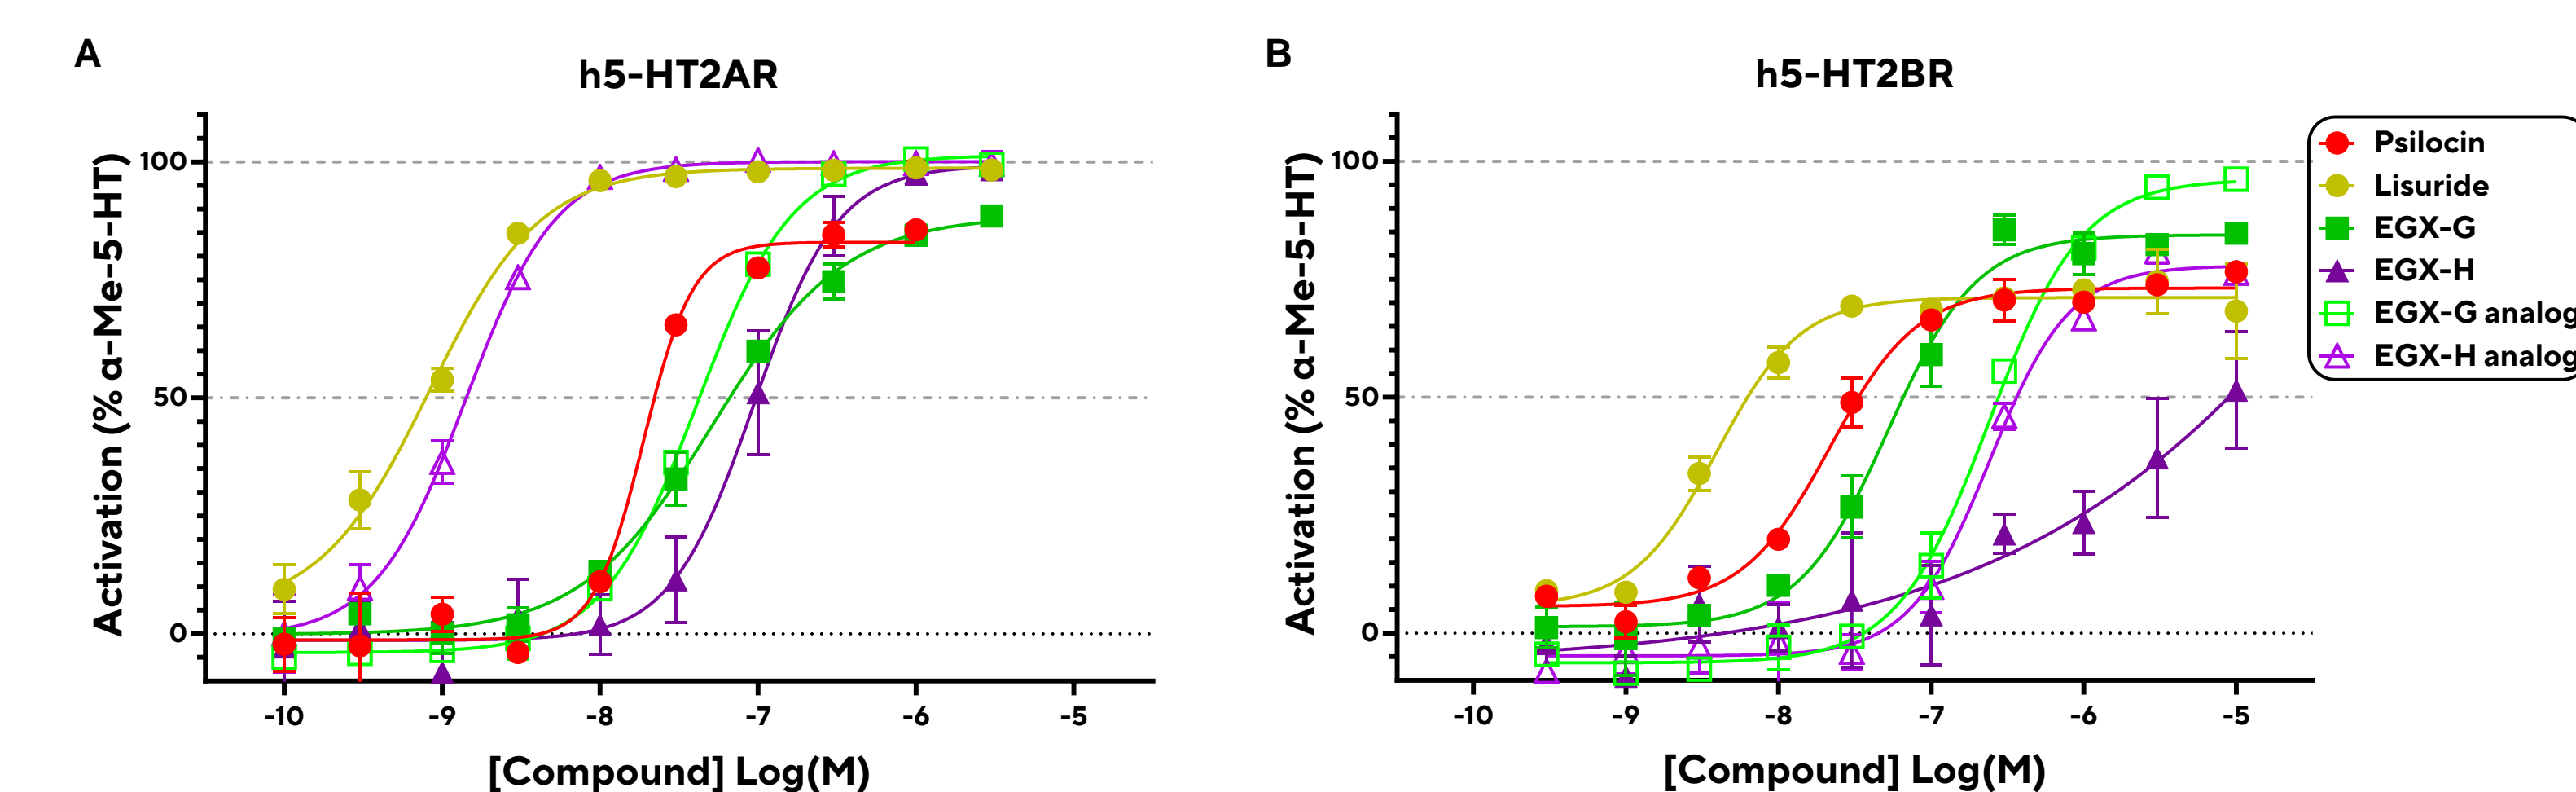 A
h5-HT2AR
Activation (% α-Me-5-HT)
100
50
0
-10 -9 -8 -7 -6 -5
[Compound] Log(M)
B
h5-HT2BR
Activation (% α-Me-5-HT)
100
50
0
-10 -9 -8 -7 -6 -5
[Compound] Log(M)
Psilocin
Lisuride
EGX-G
EGX-H
EGX-G analog
EGX-H analog